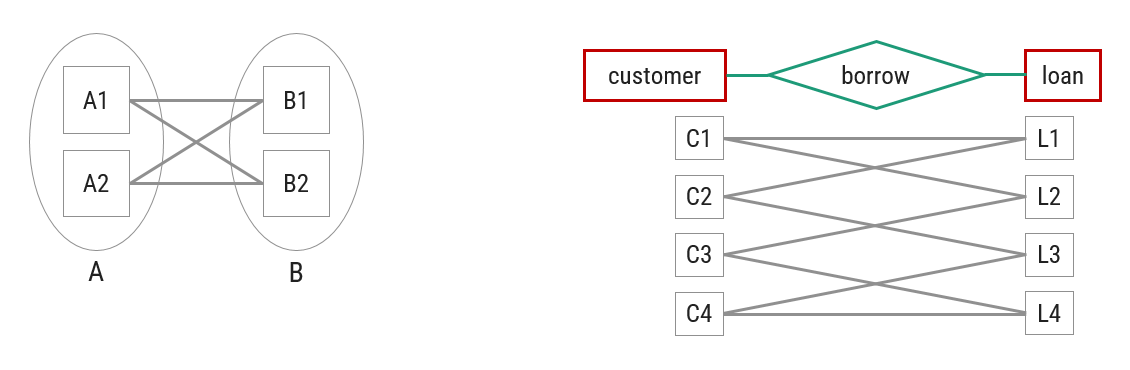 A1
B1
A2
B2
A
B
customer
borrow
loan
C1
L1
C2
L2
C3
L3
C4
L4